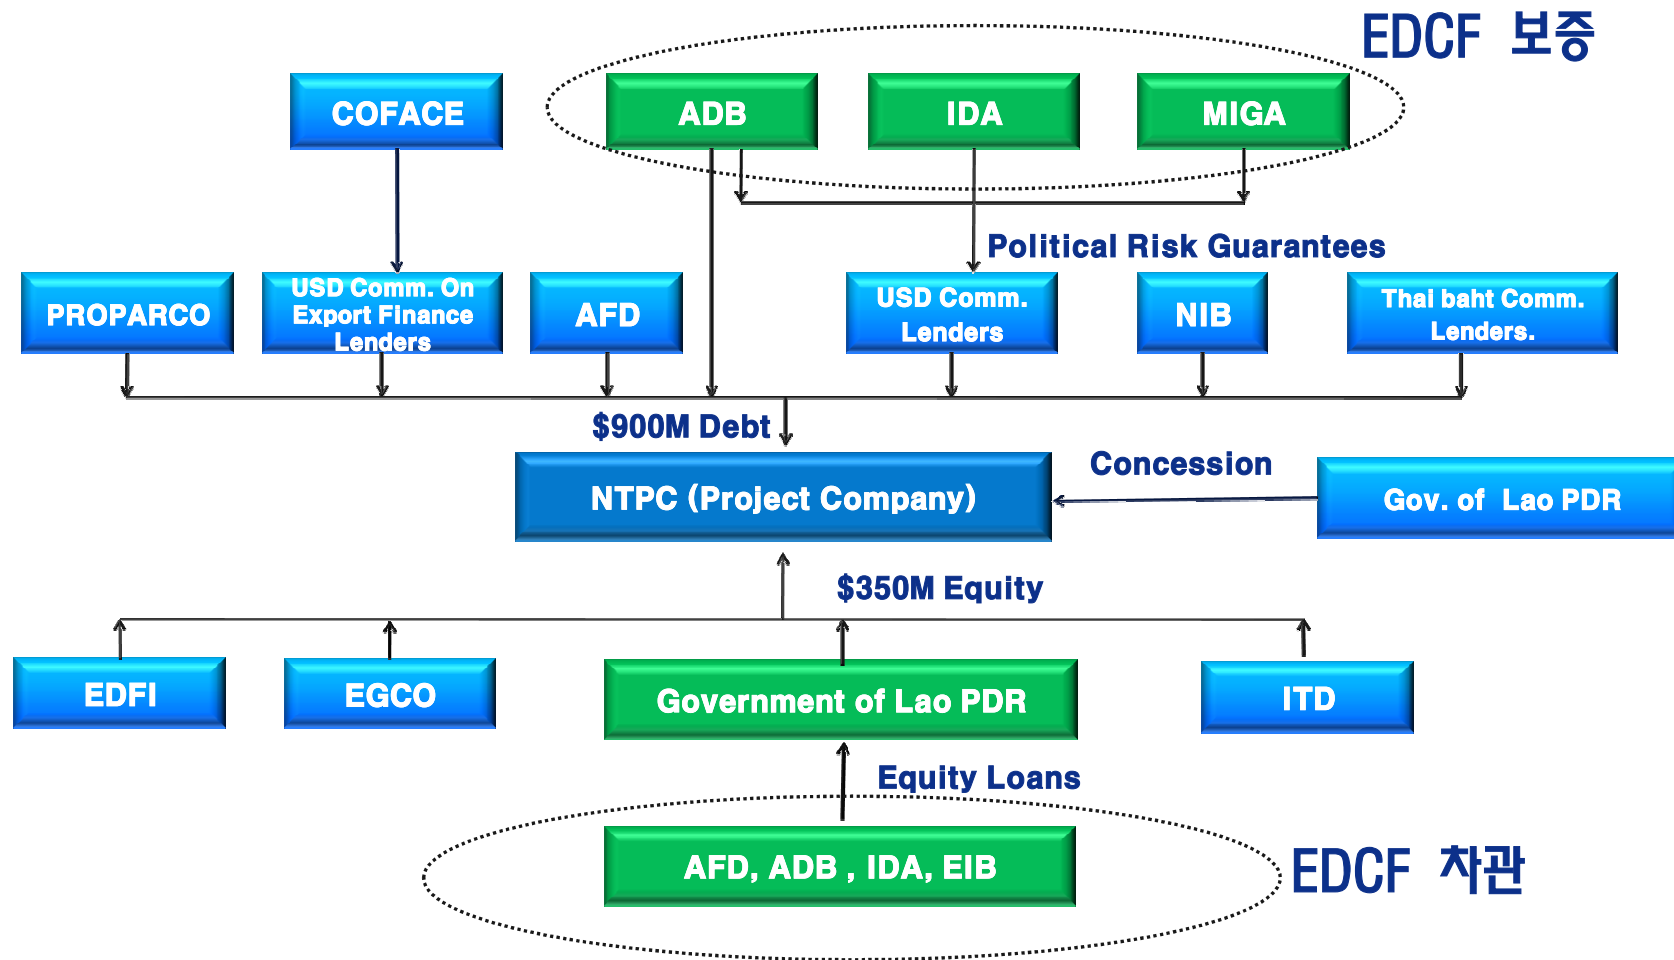 EDCF 보증
COFACE
ADB
IDA
MIGA
Political Risk Guarantees
PROPARCO
USD Comm. On
Export Finance
Lenders
AFD
USD Comm.
Lenders
NIB
Thai baht Comm.
Lenders.
$900M Debt
NTPC (Project Company)
Concession
Gov. of Lao PDR
$350M Equity
EDFI
EGCO
Government of Lao PDR
ITD
Equity Loans
AFD, ADB , IDA, EIB
EDCF 차관